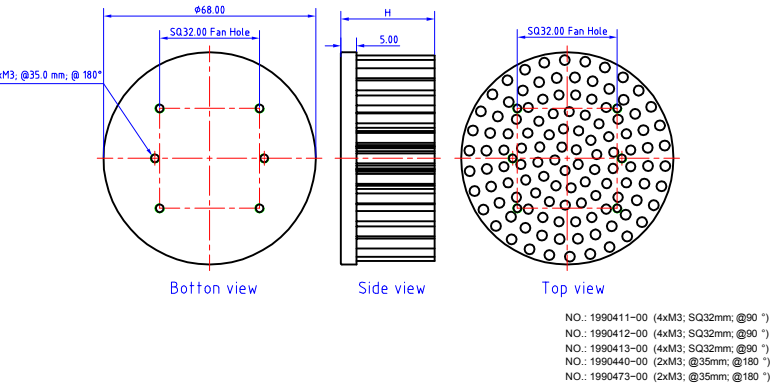 ø68.00
H
SQ32.00 Fan Hole
5.00
SQ32.00 Fan Hole
xM3; @35.0 mm; @ 180°
Botton view
Side view
Top view
NO.: 1990411-00 (4xM3; SQ32mm; @90 °)
NO.: 1990412-00 (4xM3; SQ32mm; @90 °)
NO.: 1990413-00 (4xM3; SQ32mm; @90 °)
NO.: 1990440-00 (2xM3; @35mm; @180 °)
NO.: 1990473-00 (2xM3; @35mm; @180 °)